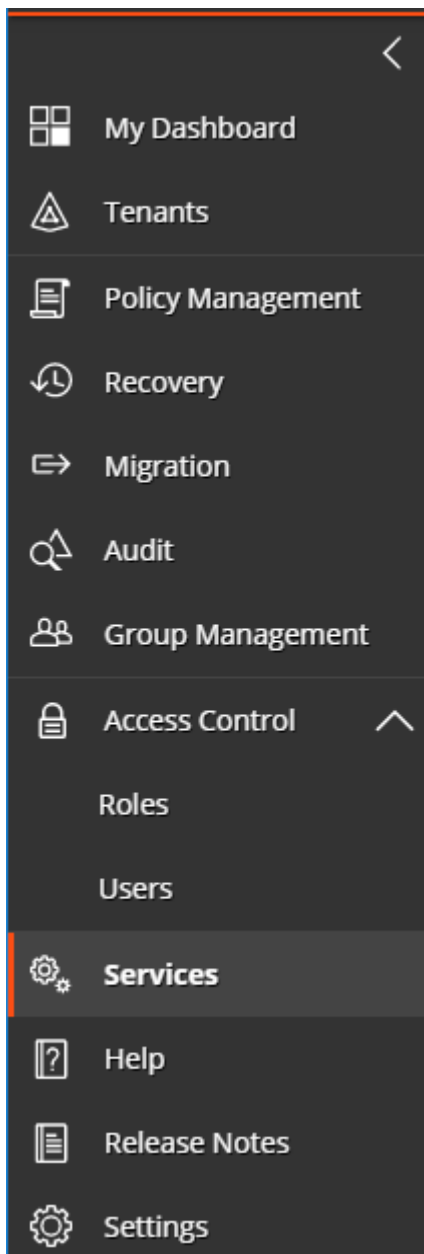 My Dashboard
Tenants
Policy Management
Recovery
Migration
Audit
Group Management
Access Control
Roles
Users
Services
Help
Release Notes
Settings